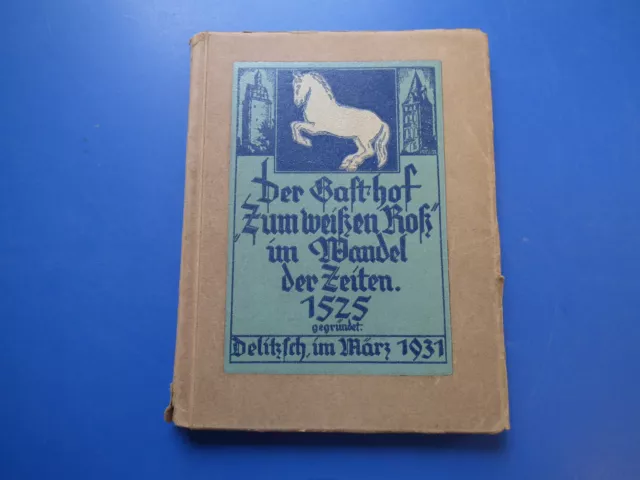 Der Gast-hof
„Zum weißen Roß“
im Wandel
der Zeiten.
1525
gegründet:
Delitzsch, im März 1931